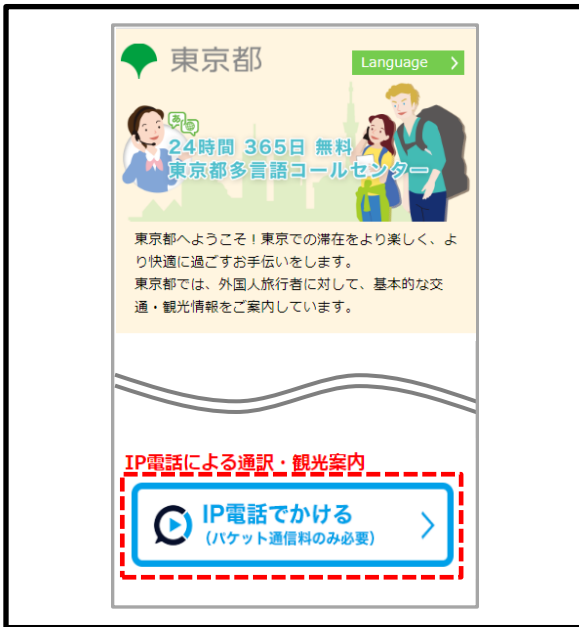 東京都
Language
あ
24時間 365日 無料
東京都多言語コールセンター
東京都へようこそ！東京での滞在をより楽しく、よ
り快適に過ごすお手伝いをします。
東京都では、外国人旅行者に対して、基本的な交
通・観光情報をご案内しています。
IP電話による通訳・観光案内
IP電話でかける
（パケット通信料のみ必要）